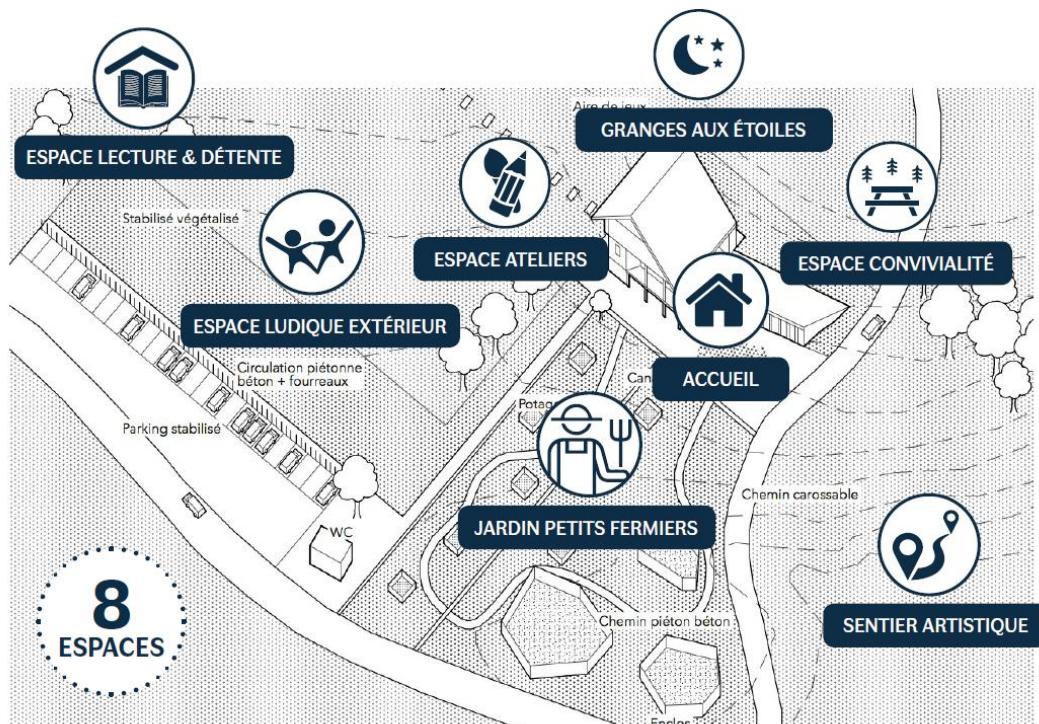 Aire de jeux
GRANGES AUX ÉTOILES
ESPACE LECTURE & DÉTENTE
Stabilisé végétalisé
ESPACE ATELIERS
ESPACE CONVIVIALITÉ
ESPACE LUDIQUE EXTÉRIEUR
Circulation piétonne
béton + fourreaux
ACCUEIL
Parking stabilisé
Chemin carossable
JARDIN PETITS FERMIERS
WC
8
ESPACES
Chemin piéton béton
SENTIER ARTISTIQUE
Enclos